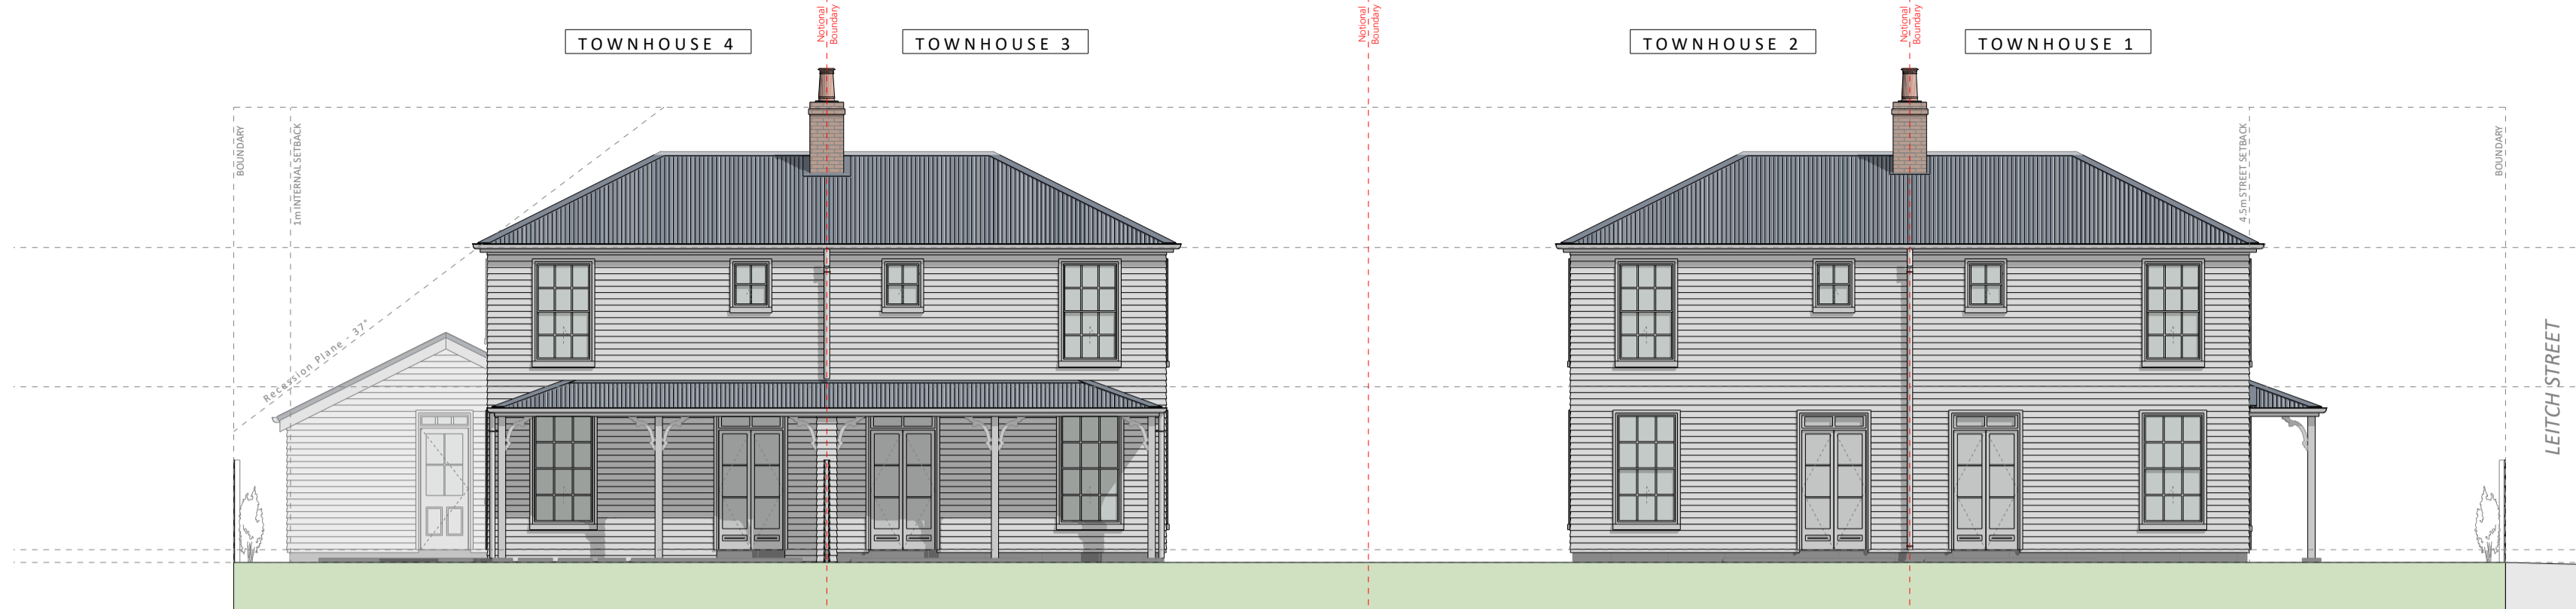 TOWNHOUSE 4
Notional
Boundary
TOWNHOUSE 3
Notional
Boundary
TOWNHOUSE 2
Notional
Boundary
TOWNHOUSE 1
BOUNDARY
1m INTERNAL SETBACK
Recession Plane - 37°
4.5m STREET SETBACK
BOUNDARY
LEITCH STREET